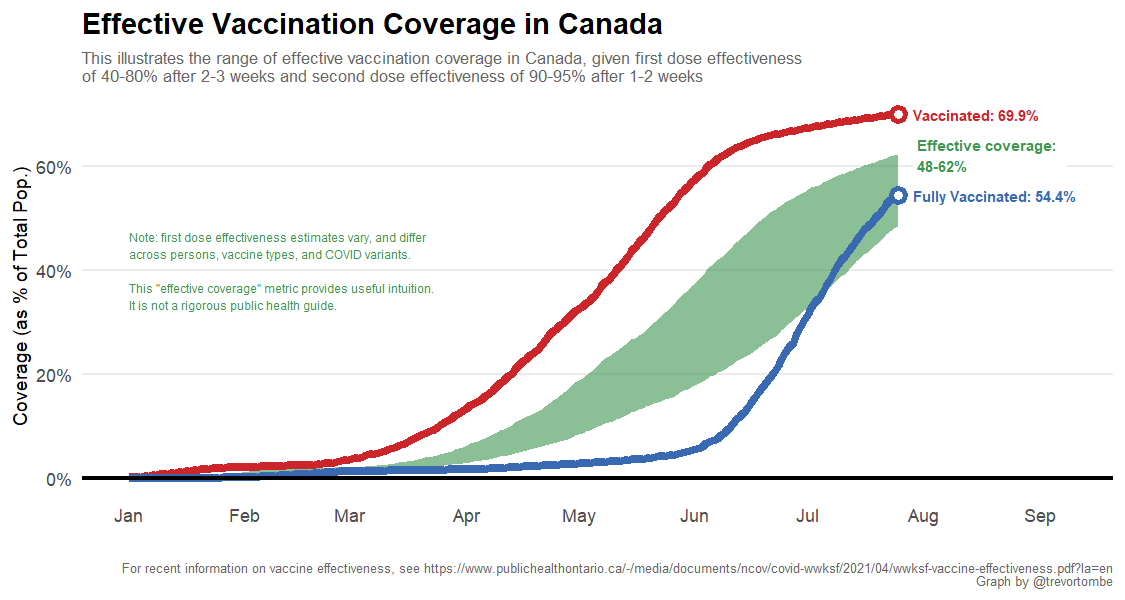 Effective Vaccination Coverage in Canada
This illustrates the range of effective vaccination coverage in Canada, given first dose effectiveness
of 40-80% after 2-3 weeks and second dose effectiveness of 90-95% after 1-2 weeks
Vaccinated: 69.9%
Effective coverage:
48-62%
Fully Vaccinated: 54.4%
Note: first dose effectiveness estimates vary, and differ
across persons, vaccine types, and COVID variants.
This "effective coverage" metric provides useful intuition.
It is not a rigorous public health guide.
Coverage (as % of Total Pop.)
60%
40%
20%
0%
Jan Feb Mar Apr May Jun Jul Aug Sep
For recent information on vaccine effectiveness, see https://www.publichealthontario.ca/-/media/documents/ncov/covid-wwksf/2021/04/wwksf-vaccine-effectiveness.pdf?la=en
Graph by @trevortombe